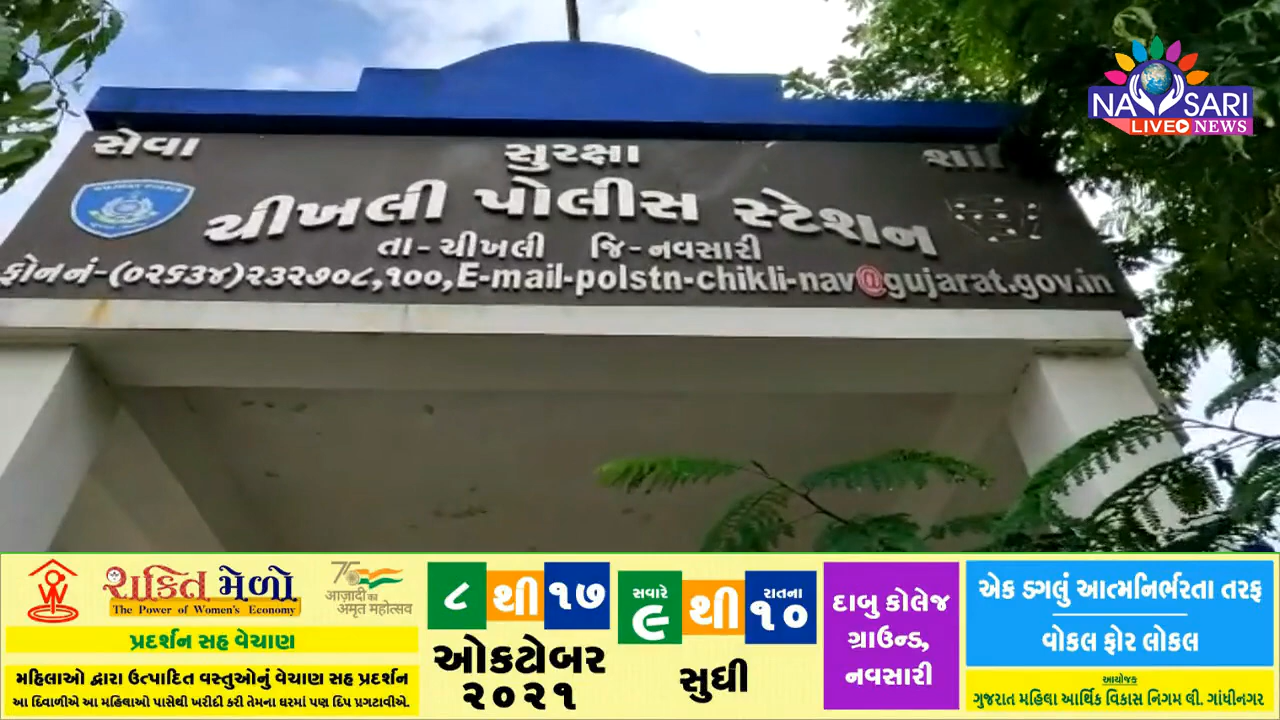 NAVSARI
LIVE NEWS
સેવા સુરક્ષા
ચીખલી પોલીસ સ્ટેશન
તા-ચીખલી જિ-નવસારી
ફોન નં-(૦૨૬૩૪)૨૩૨૭૦૮,૧૦૦,E-mail-polstn-chikli-nav@gujarat.gov.in
શક્તિ મેળો
The Power of Women's Economy
આઝાદી કા
અમૃત મહોત્સવ
પ્રદર્શન સહ વેચાણ
મહિલાઓ દ્વારા ઉત્પાદિત વસ્તુઓનું વેચાણ સહ પ્રદર્શન
આ દિવાળીએ આ મહિલાઓ પાસેથી ખરીદી કરી તેમના ઘરમાં પણ દિપ પ્રગટાવીએ.
૮ થી ૧૭
ઓક્ટોબર
૨૦૨૧
સવારે ૯ થી રાતના ૧૦
સુધી
દાબુ કોલેજ
ગ્રાઉન્ડ,
નવસારી
એક ડગલું આત્મનિર્ભરતા તરફ
વોકલ ફોર લોકલ
આયોજક
ગુજરાત મહિલા આર્થિક વિકાસ નિગમ લી. ગાંધીનગર